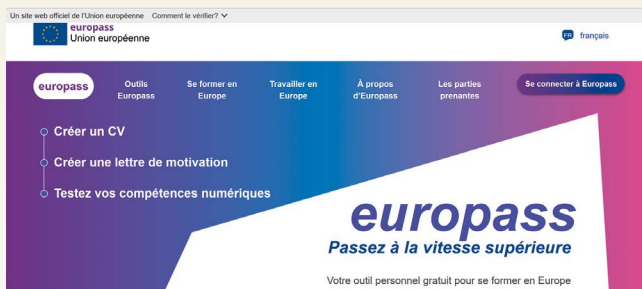 Un site web officiel de l'Union européenne Comment le vérifier?
europass
Union européenne
FR français
europass
Outils Europass
Se former en Europe
Travailler en Europe
À propos d'Europass
Les parties prenantes
Se connecter à Europass
Créer un CV
Créer une lettre de motivation
Testez vos compétences numériques
europass
Passez à la vitesse supérieure
Votre outil personnel gratuit pour se former en Europe